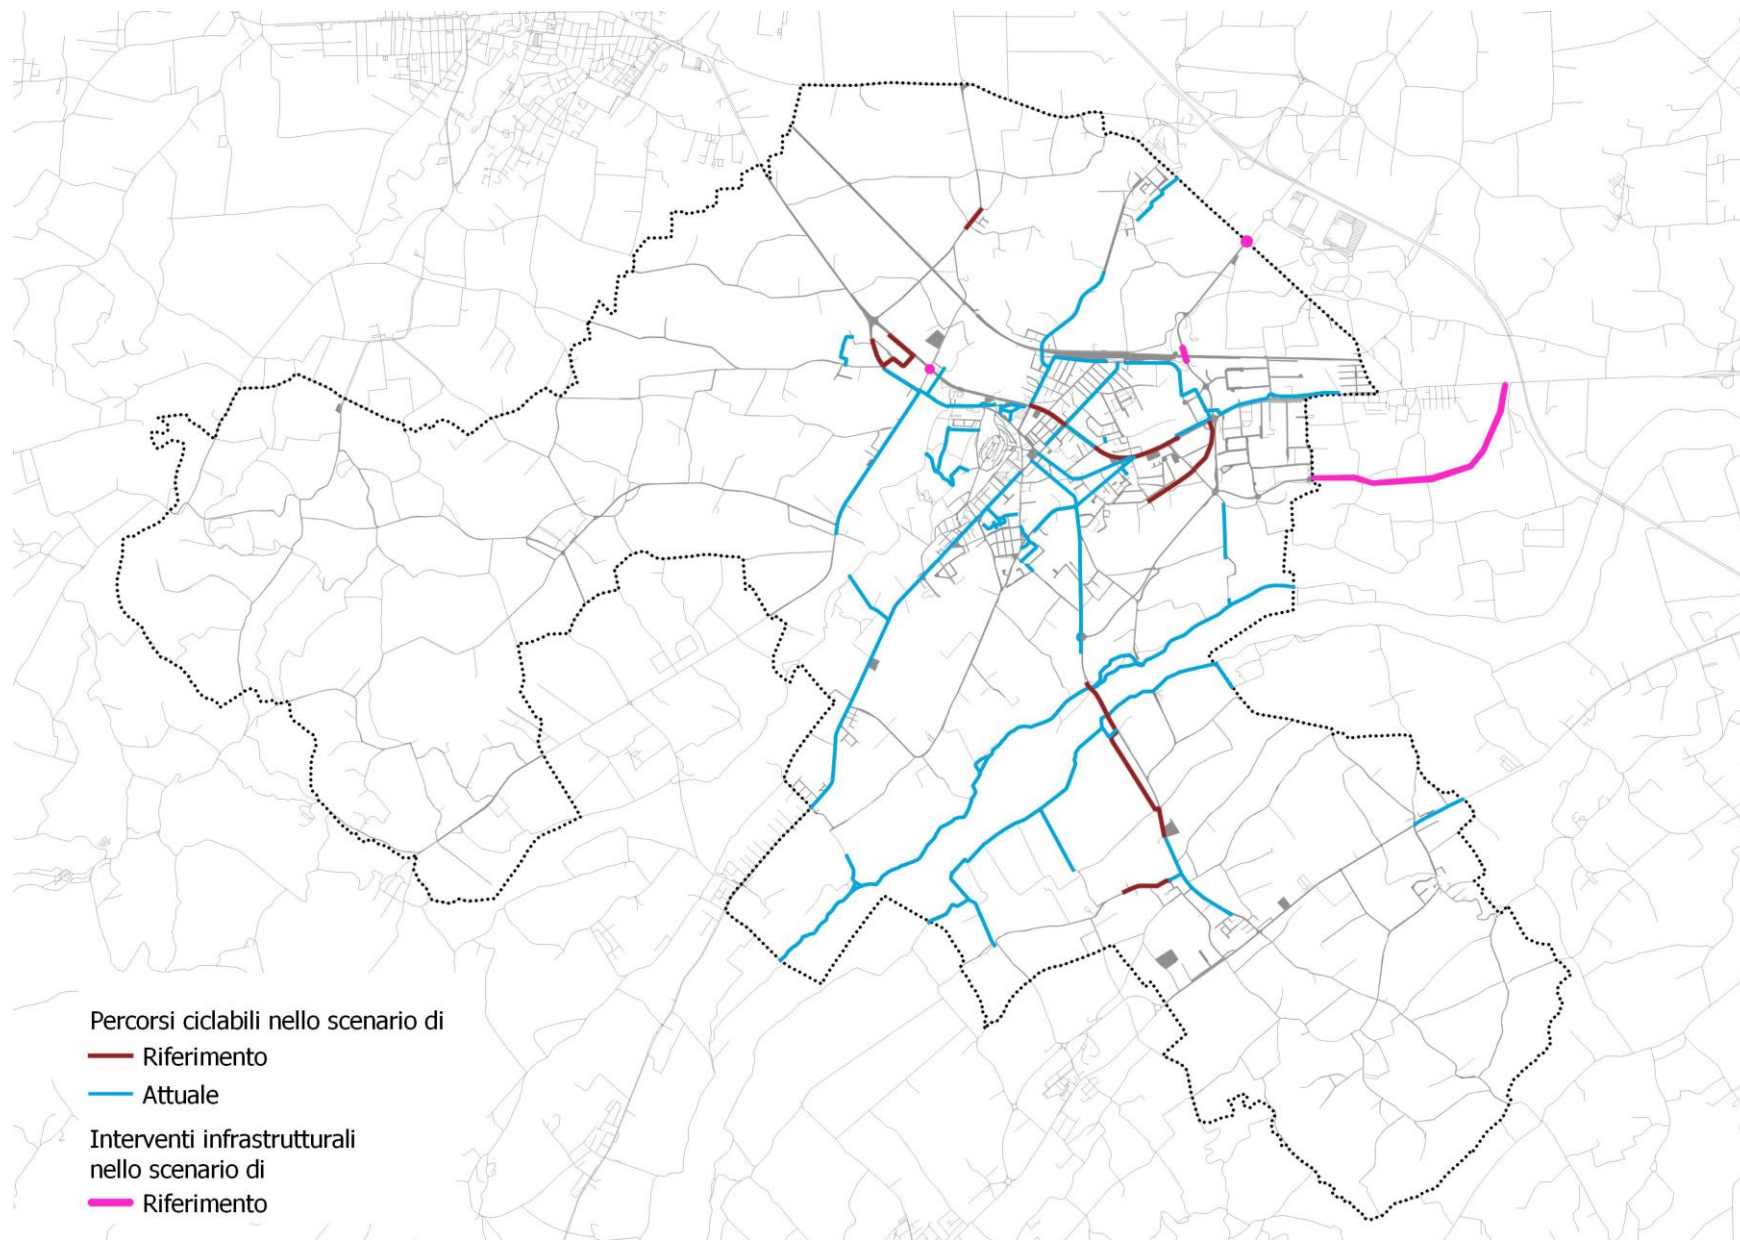 Percorsi ciclabili nello scenario di
Riferimento
Attuale
Interventi infrastrutturali
nello scenario di
Riferimento